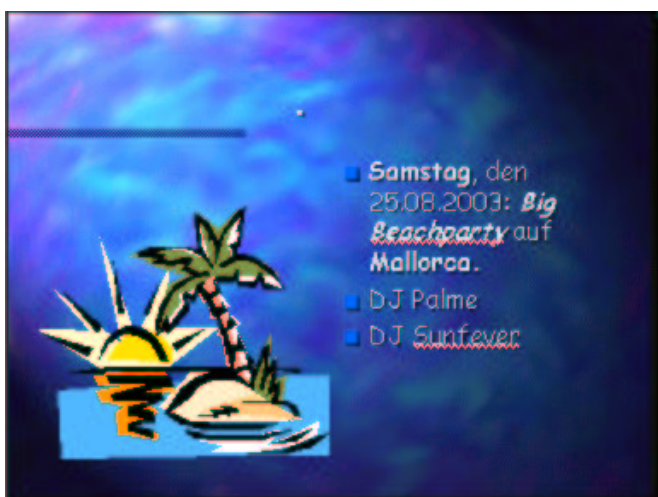 Samstag, den
25.08.2003: Big
Beachparty auf
Mallorca.
DJ Palme
DJ Sunfever